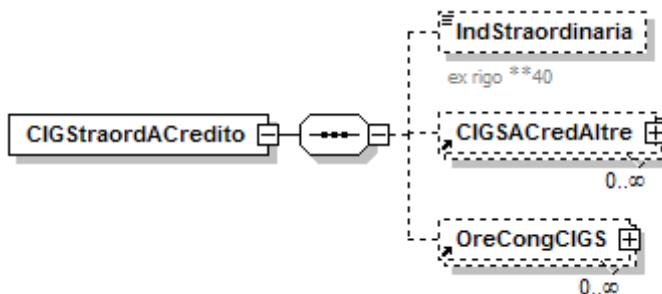 IndStraordinaria
ex rigo **40
CIGStraordACredito
CIGSACredAltre
0..∞
OreCongCIGS
0..∞